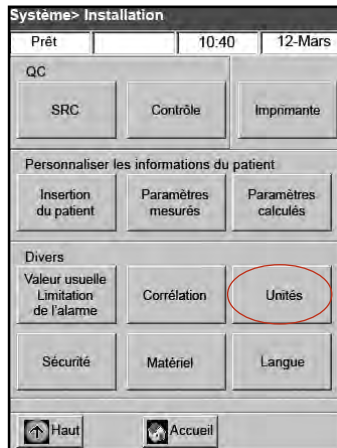 Système> Installation
Prêt 10:40 12-Mars
QC
SRC Contrôle Imprimante
Personnaliser les informations du patient
Insertion du patient
Paramètres mesurés
Paramètres calculés
Divers
Valeur usuelle
Limitation
de l'alarme
Corrélation
Unités
Sécurité Matériel Langue
Haut Accueil